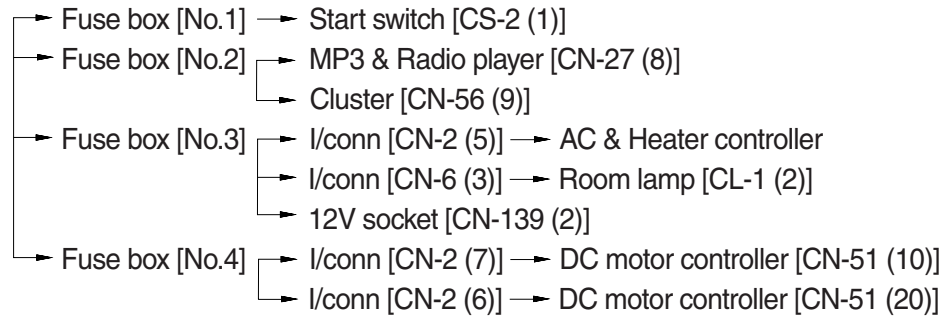 Fuse box [No.1] Start switch [CS-2 (1)]
Fuse box [No.2] MP3 & Radio player [CN-27 (8)]
Cluster [CN-56 (9)]
Fuse box [No.3] I/conn [CN-2 (5)] AC & Heater controller
I/conn [CN-6 (3)] Room lamp [CL-1 (2)]
12V socket [CN-139 (2)]
Fuse box [No.4] I/conn [CN-2 (7)] DC motor controller [CN-51 (10)]
I/conn [CN-2 (6)] DC motor controller [CN-51 (20)]